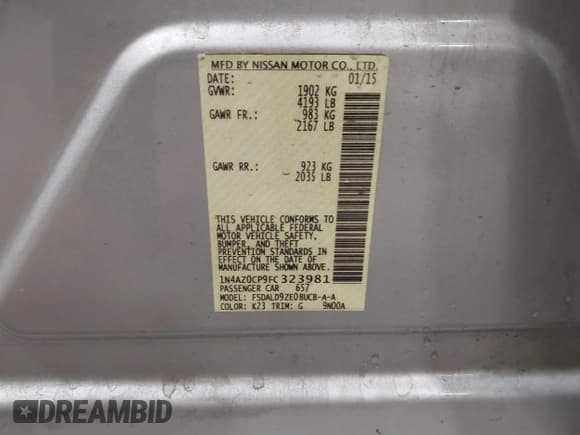 MFD BY NISSAN MOTOR CO., LTD.
DATE: 01/15
GVWR: 1902 KG
4193 LB
GAWR FR.: 983 KG
2167 LB
GAWR RR.: 923 KG
2035 LB
THIS VEHICLE CONFORMS TO
ALL APPLICABLE FEDERAL
MOTOR VEHICLE SAFETY,
BUMPER, AND THEFT
PREVENTION STANDARDS IN
EFFECT ON THE DATE OF
MANUFACTURE SHOWN ABOVE.
1N4AZ0CP9FC323981
PASSENGER CAR 657
MODEL: FSDALD9ZE0BUCB-A-A
COLOR: K23 TRIM: G 9N00A
DREAMBID